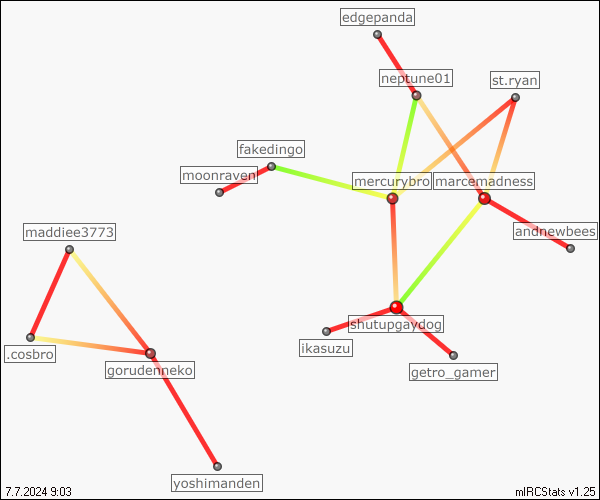 edgepanda
neptune01
st.ryan
fakedingo
moonraven
mercurybro
marcemadness
maddiee3773
andnewbees
shutupgaydog
ikasuzu
.cosbro
gorudenneko
getro_gamer
yoshimanden
7.7.2024 9:03
mIRCStats v1.25